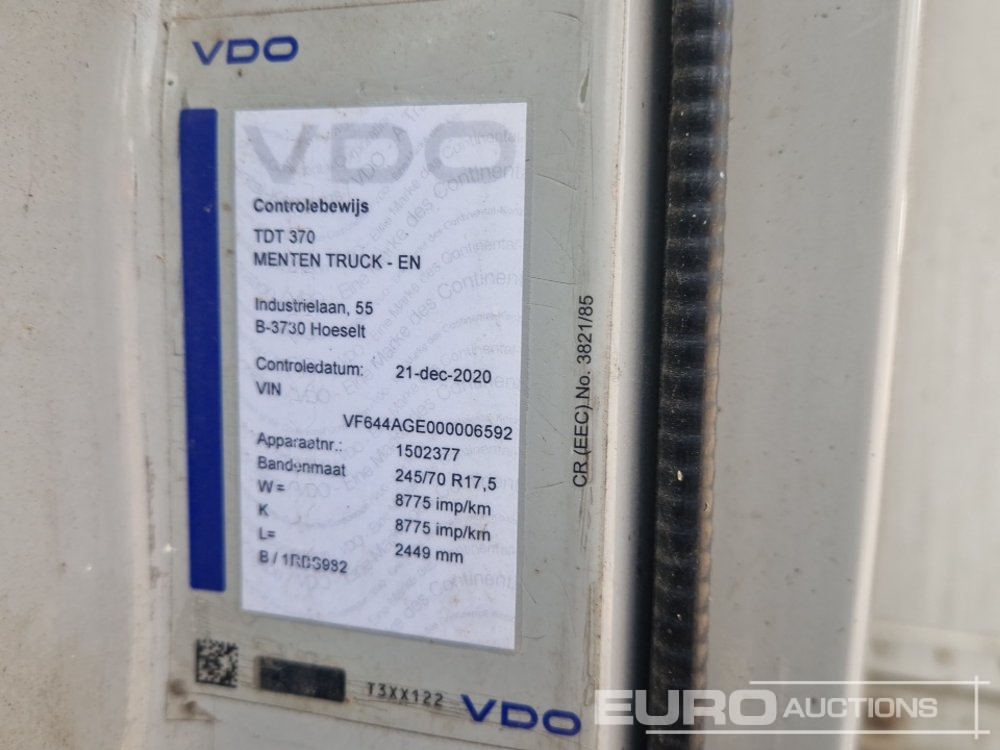 VDO
VDO
Controlebewijs
TDT 370
MENTEN TRUCK - EN
Industrielaan, 55
B-3730 Hoeselt
Controledatum: 21-dec-2020
VIN
VF644AGE000006592
Apparaatnr.: 1502377
Bandenmaat 245/70 R17,5
W= 8775 imp/km
K 8775 imp/km
L= 2449 mm
B / 1RDS982
CR (EEC) No. 3821/85
T3XX122
VDO
EURO AUCTIONS